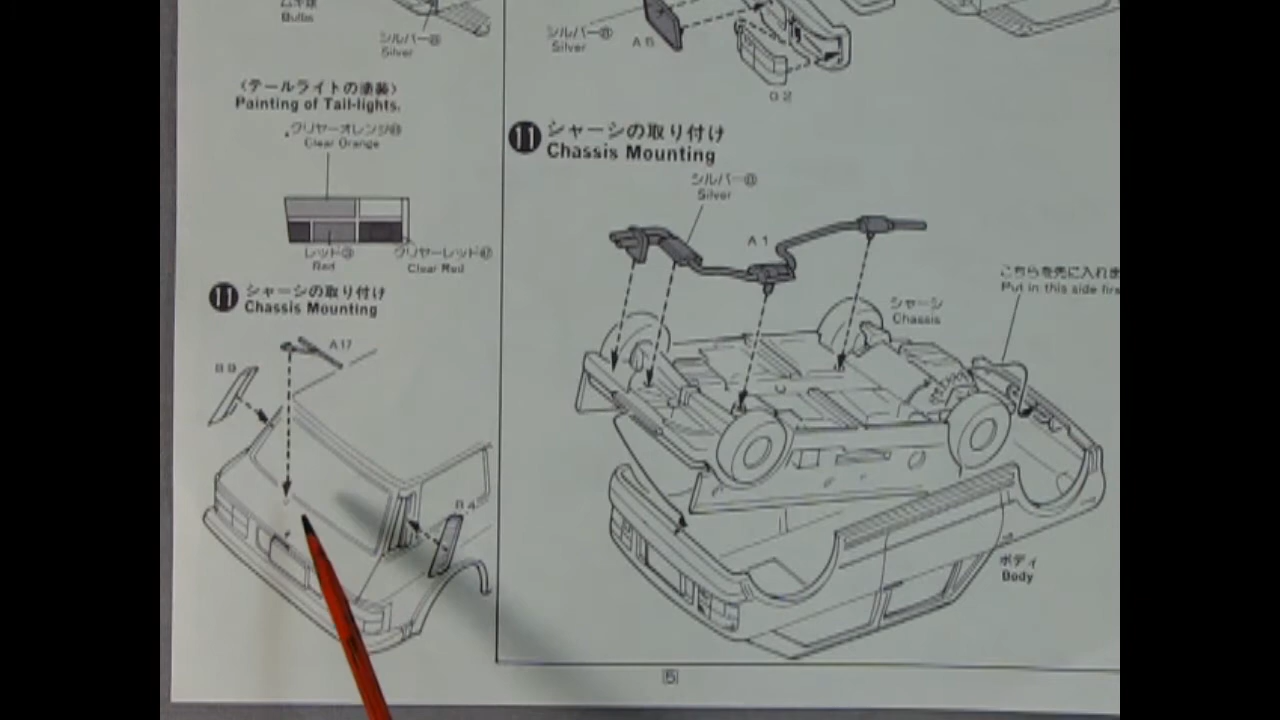 Bulbs
シルバー⑧
Silver
〈テールライトの塗装〉
Painting of Tail-lights.
クリヤーオレンジ
Clear Orange
レッド③
Red
クリヤーレッド㊼
Clear Red
⓫ シャーシの取り付け
Chassis Mounting
A17
B9
B4
シルバー⑧
Silver
A
G2
⓫ シャーシの取り付け
Chassis Mounting
シルバー⑧
Silver
A1
こちらを先に入れま
Put in this side firs
シャーシ
Chassis
ボディ
Body
5